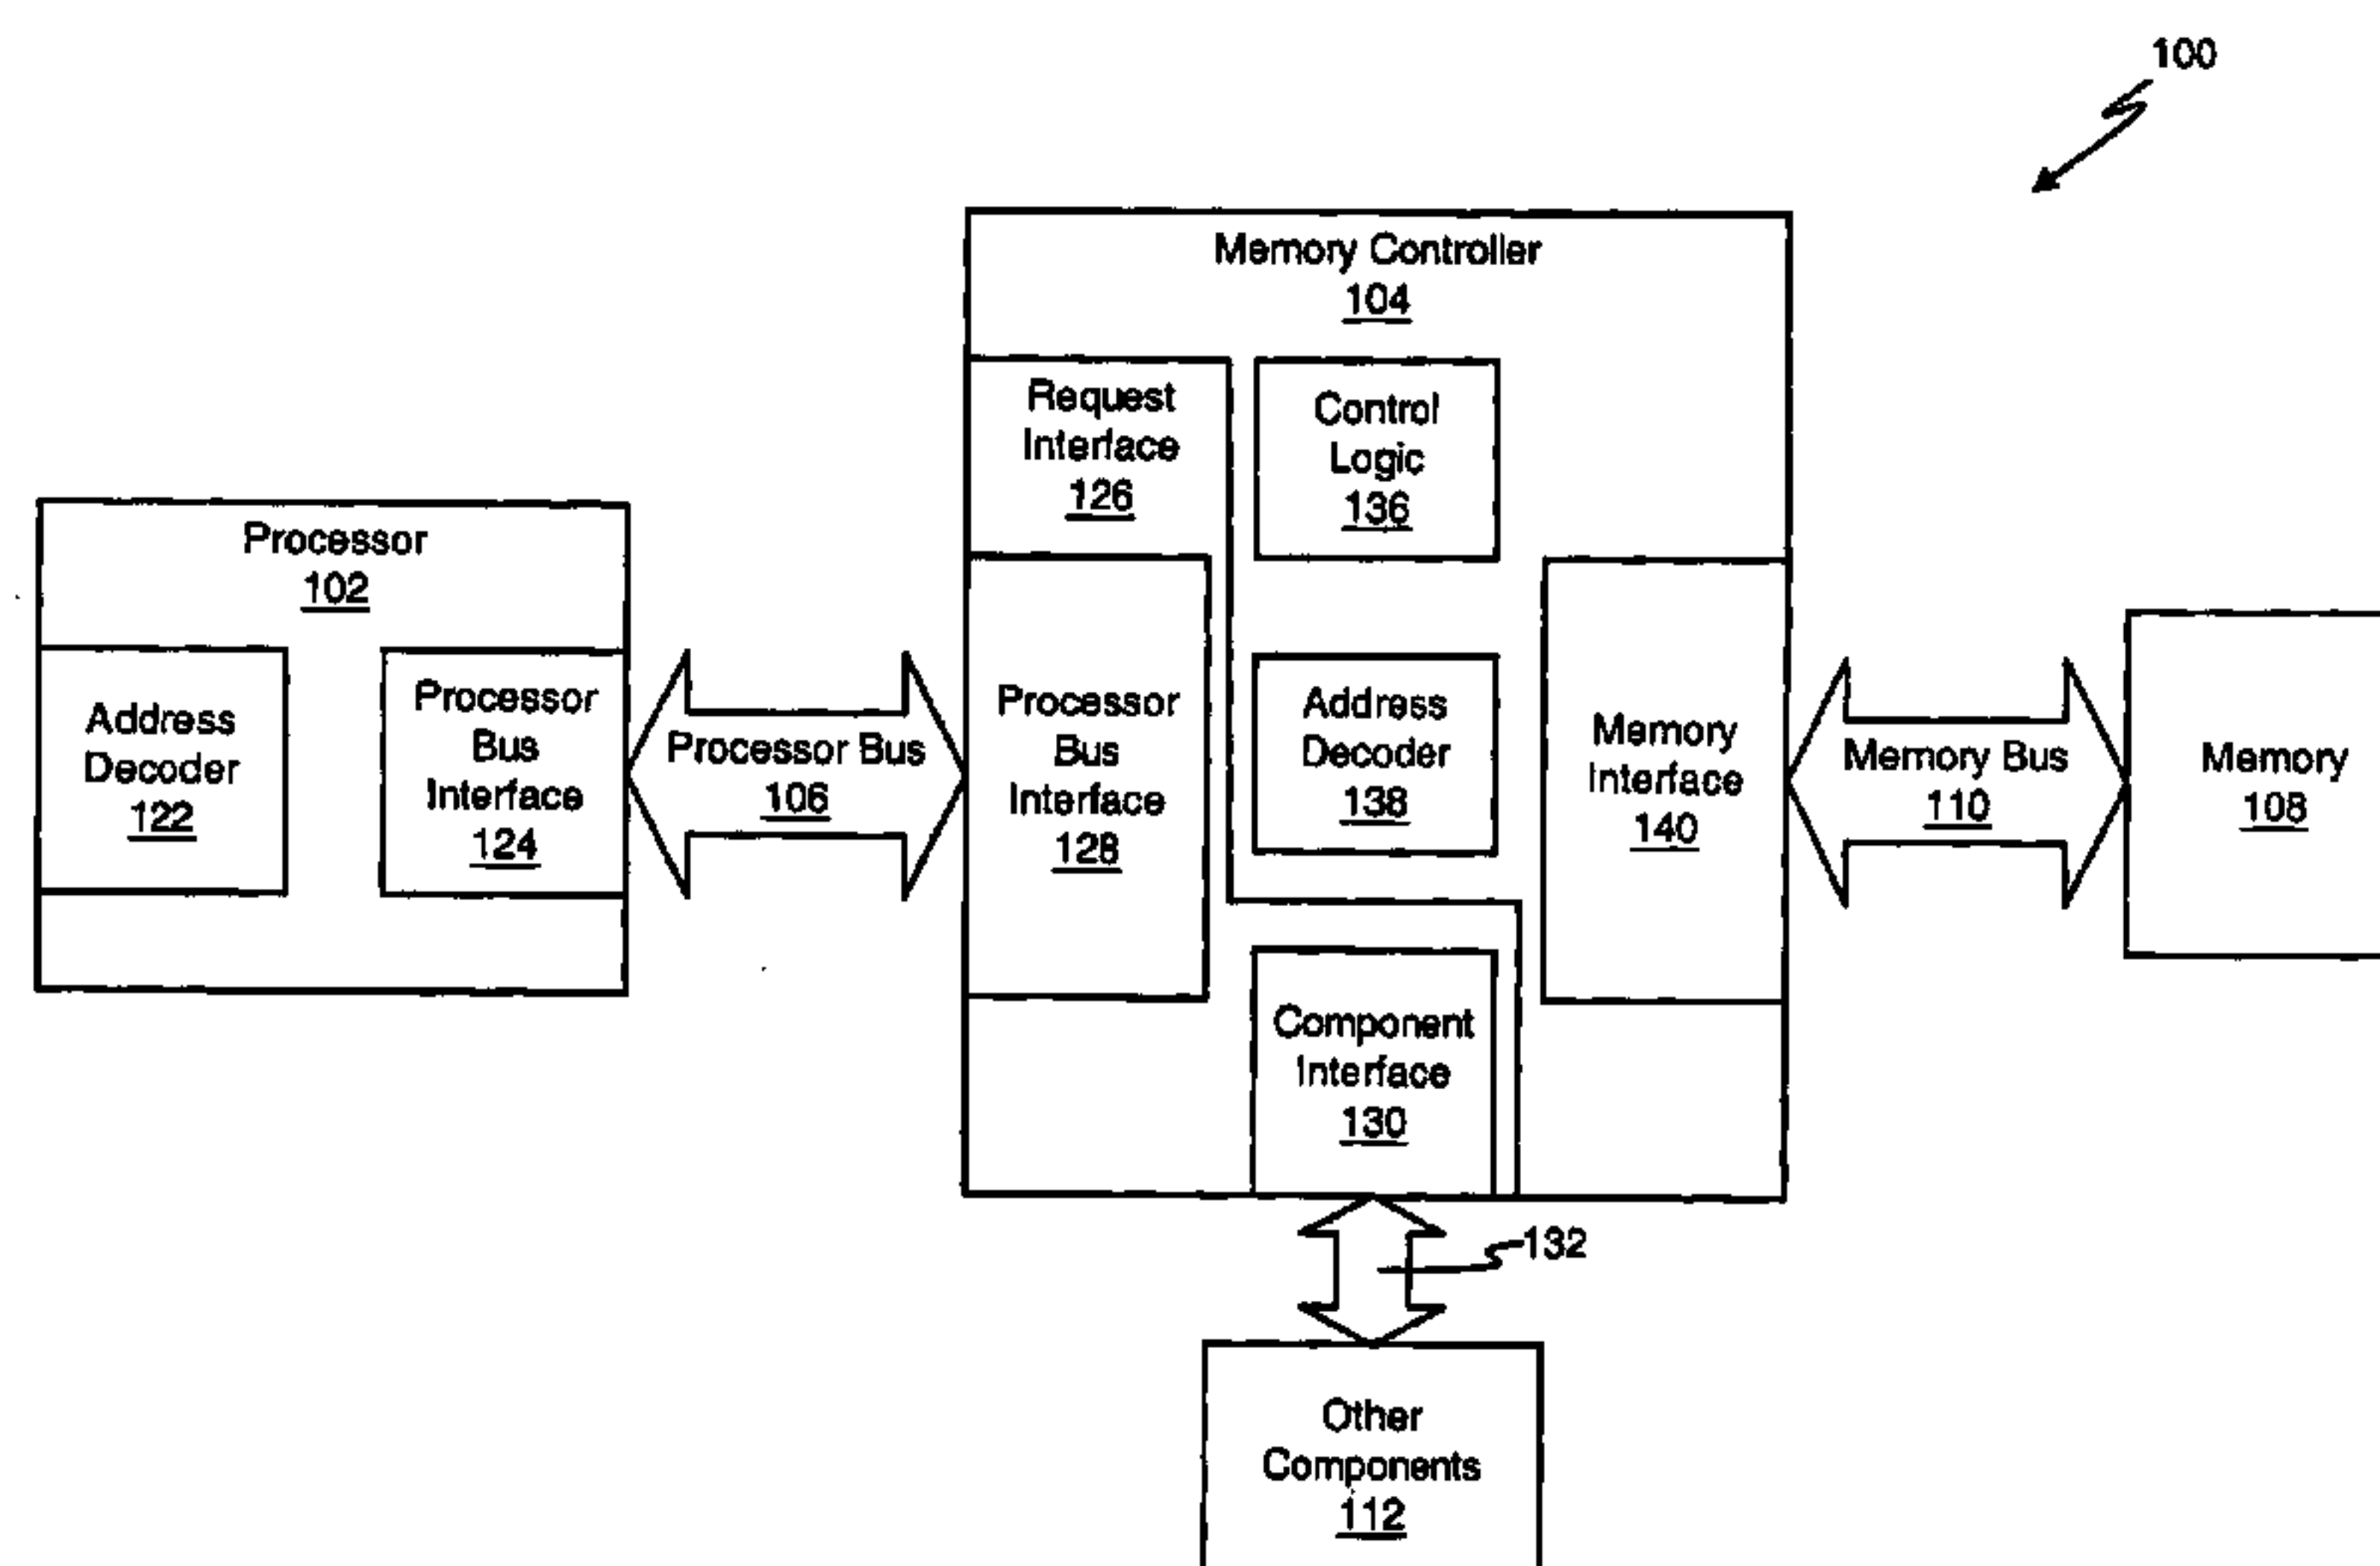 100
Memory Controller
104
Request
Interface
126
Control
Logic
136
Processor
102
Address
Decoder
122
Processor
Bus
Interface
124
Processor Bus
106
Processor
Bus
Interface
128
Address
Decoder
138
Memory
Interface
140
Memory Bus
110
Memory
108
Component
Interface
130
132
Other
Components
112